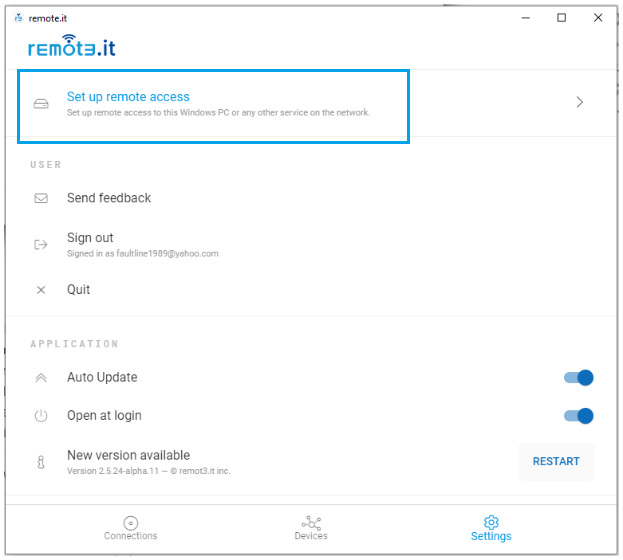 remote.it
remot3.it
Set up remote access
Set up remote access to this Windows PC or any other service on the network.
USER
Send feedback
Sign out
Signed in as faultline1989@yahoo.com
Quit
APPLICATION
Auto Update
Open at login
New version available
Version 2.5.24-alpha.11 — © remot3.it inc.
RESTART
Connections
Devices
Settings